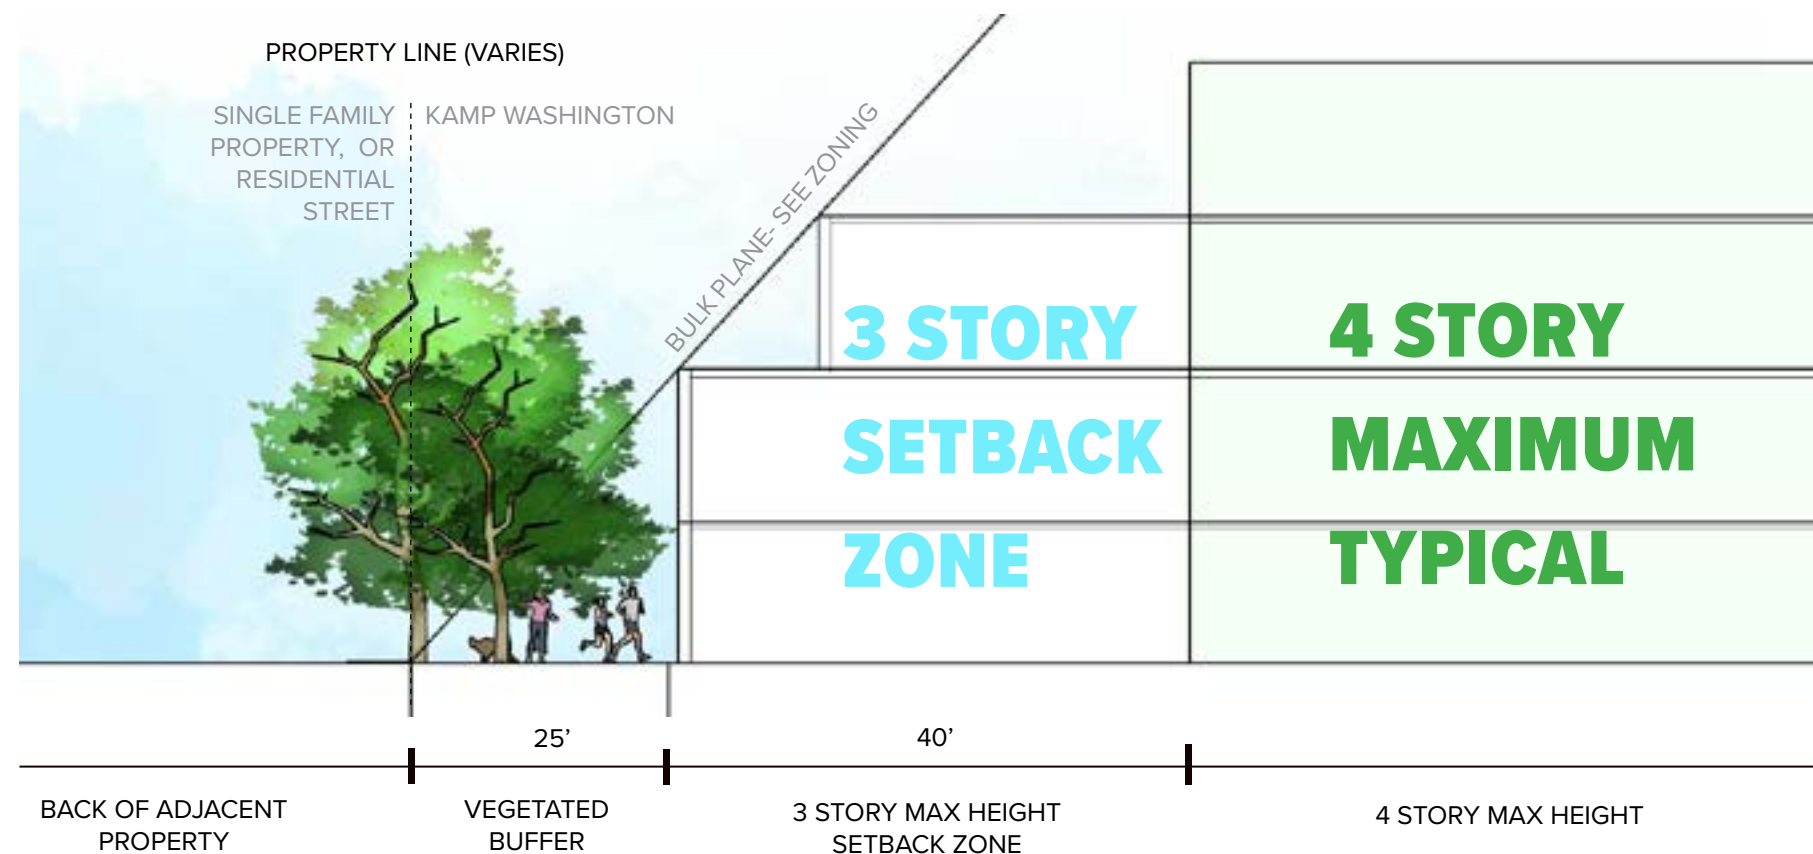 PROPERTY LINE (VARIES)
SINGLE FAMILY
PROPERTY, OR
RESIDENTIAL
STREET
KAMP WASHINGTON
BULK PLANE- SEE ZONING
3 STORY
SETBACK
ZONE
4 STORY
MAXIMUM
TYPICAL
25’
40’
BACK OF ADJACENT
PROPERTY
VEGETATED
BUFFER
3 STORY MAX HEIGHT
SETBACK ZONE
4 STORY MAX HEIGHT